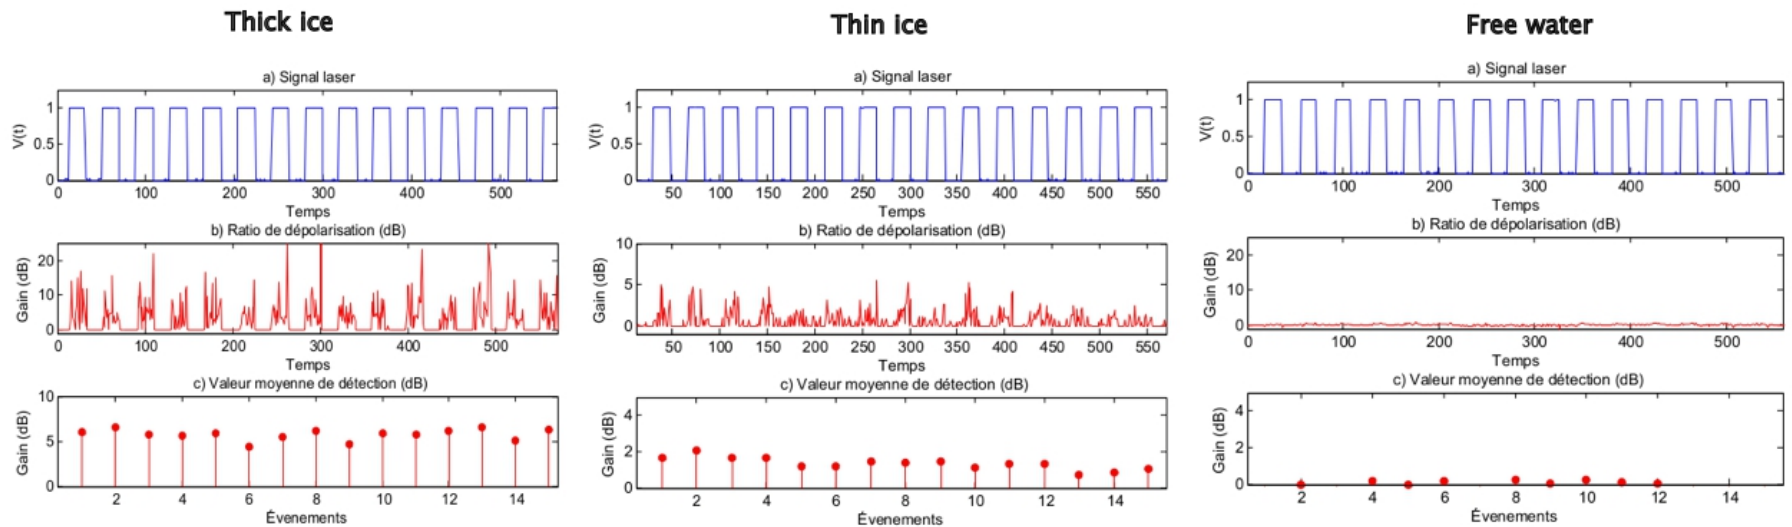 Thick ice
a) Signal laser
V(t)
1
0.5
0
0 100 200 300 400 500
Temps
b) Ratio de dépolarisation (dB)
Gain (dB)
20
10
0
0 100 200 300 400 500
Temps
c) Valeur moyenne de détection (dB)
Gain (dB)
10
5
0
2 4 6 8 10 12 14
Évenements
Thin ice
a) Signal laser
V(t)
1
0.5
0
50 100 150 200 250 300 350 400 450 500 550
Temps
b) Ratio de dépolarisation (dB)
Gain (dB)
10
5
0
50 100 150 200 250 300 350 400 450 500 550
Temps
c) Valeur moyenne de détection (dB)
Gain (dB)
4
2
0
2 4 6 8 10 12 14
Évenements
Free water
a) Signal laser
V(t)
1
0.5
0
0 100 200 300 400 500
Temps
b) Ratio de dépolarisation (dB)
Gain (dB)
20
10
0
0 100 200 300 400 500
Temps
c) Valeur moyenne de détection (dB)
Gain (dB)
4
2
0
2 4 6 8 10 12 14
Évenements